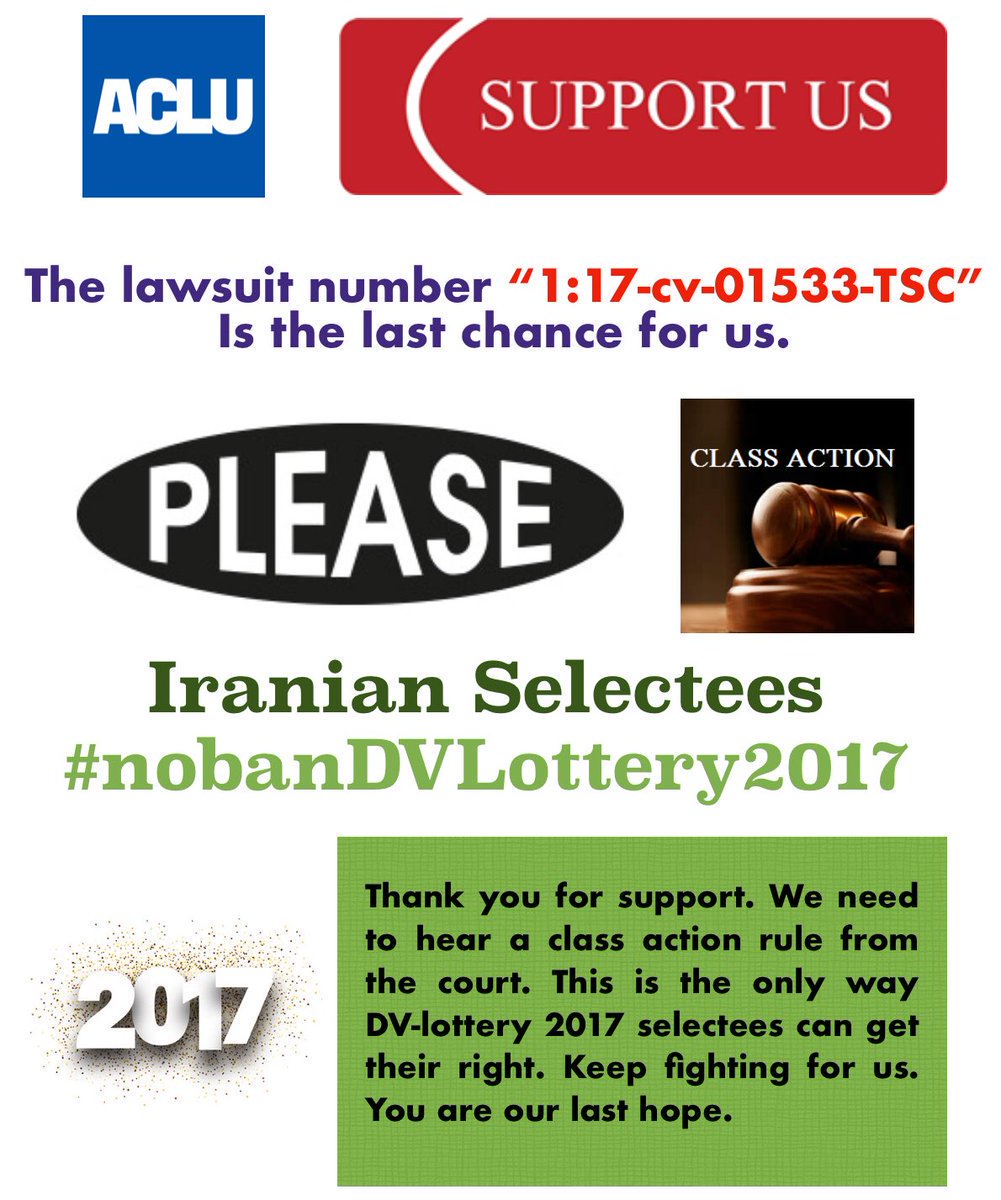 ACLU
SUPPORT US
The lawsuit number “1:17-cv-01533-TSC”
Is the last chance for us.
PLEASE
CLASS ACTION
Iranian Selectees
#nobanDVLottery2017
2017
Thank you for support. We need
to hear a class action rule from
the court. This is the only way
DV-lottery 2017 selectees can get
their right. Keep fighting for us.
You are our last hope.